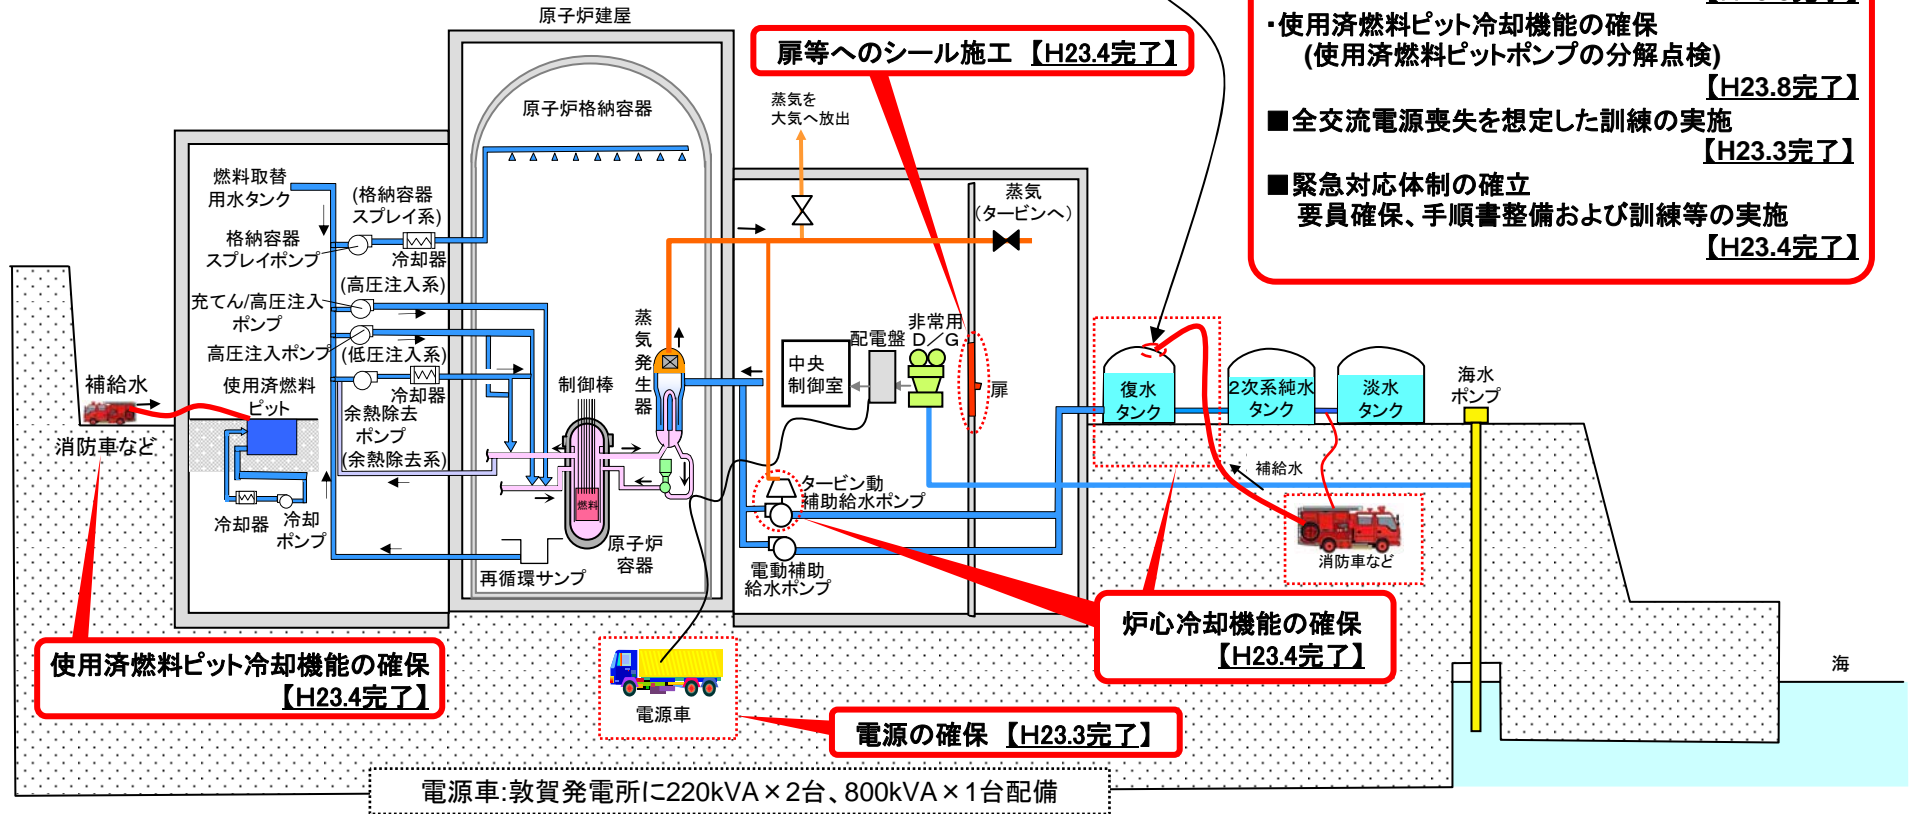 原子炉建屋
扉等へのシール施工 【H23.4完了】
・使用済燃料ピット冷却機能の確保
(使用済燃料ピットポンプの分解点検)
【H23.8完了】
■全交流電源喪失を想定した訓練の実施
【H23.3完了】
■緊急対応体制の確立
要員確保、手順書整備および訓練等の実施
【H23.4完了】
原子炉格納容器
蒸気を
大気へ放出
燃料取替
用水タンク
(格納容器
スプレイ系)
格納容器
スプレイポンプ
冷却器
(高圧注入系)
充てん/高圧注入
ポンプ
高圧注入ポンプ
(低圧注入系)
冷却器
使用済燃料
ピット
余熱除去
ポンプ
(余熱除去系)
冷却器
冷却
ポンプ
補給水
消防車など
制御棒
燃料
原子炉
容器
再循環サンプ
蒸気発生器
蒸気
(タービンへ)
中央
制御室
配電盤
非常用
D/G
扉
タービン動
補助給水ポンプ
電動補助
給水ポンプ
復水
タンク
2次系純水
タンク
淡水
タンク
海水
ポンプ
補給水
消防車など
海
使用済燃料ピット冷却機能の確保
【H23.4完了】
炉心冷却機能の確保
【H23.4完了】
電源車
電源の確保 【H23.3完了】
電源車:敦賀発電所に220kVA×2台、800kVA×1台配備